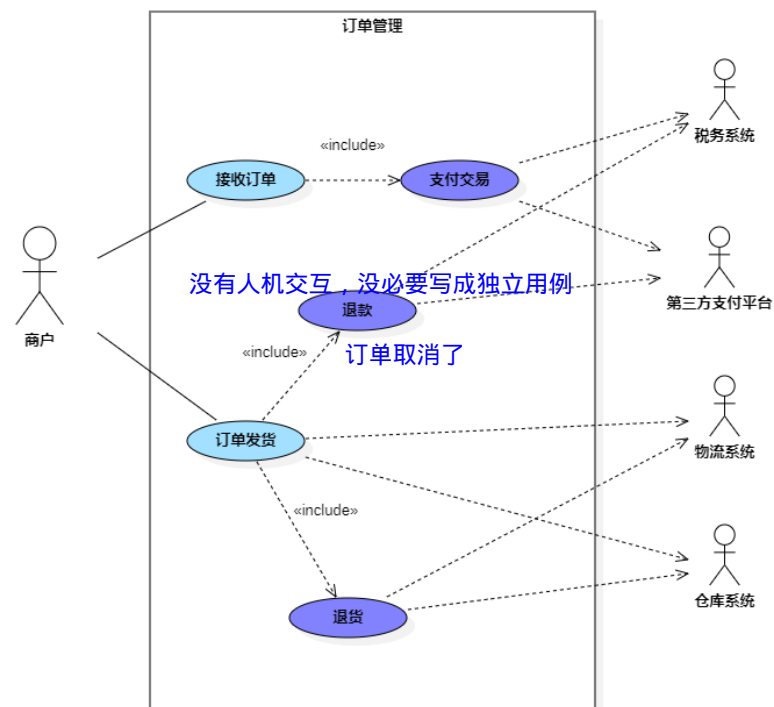 订单管理
税务系统
«include»
接收订单
支付交易
没有人机交互，没必要写成独立用例
第三方支付平台
退款
商户
«include»
订单取消了
订单发货
物流系统
«include»
仓库系统
退货